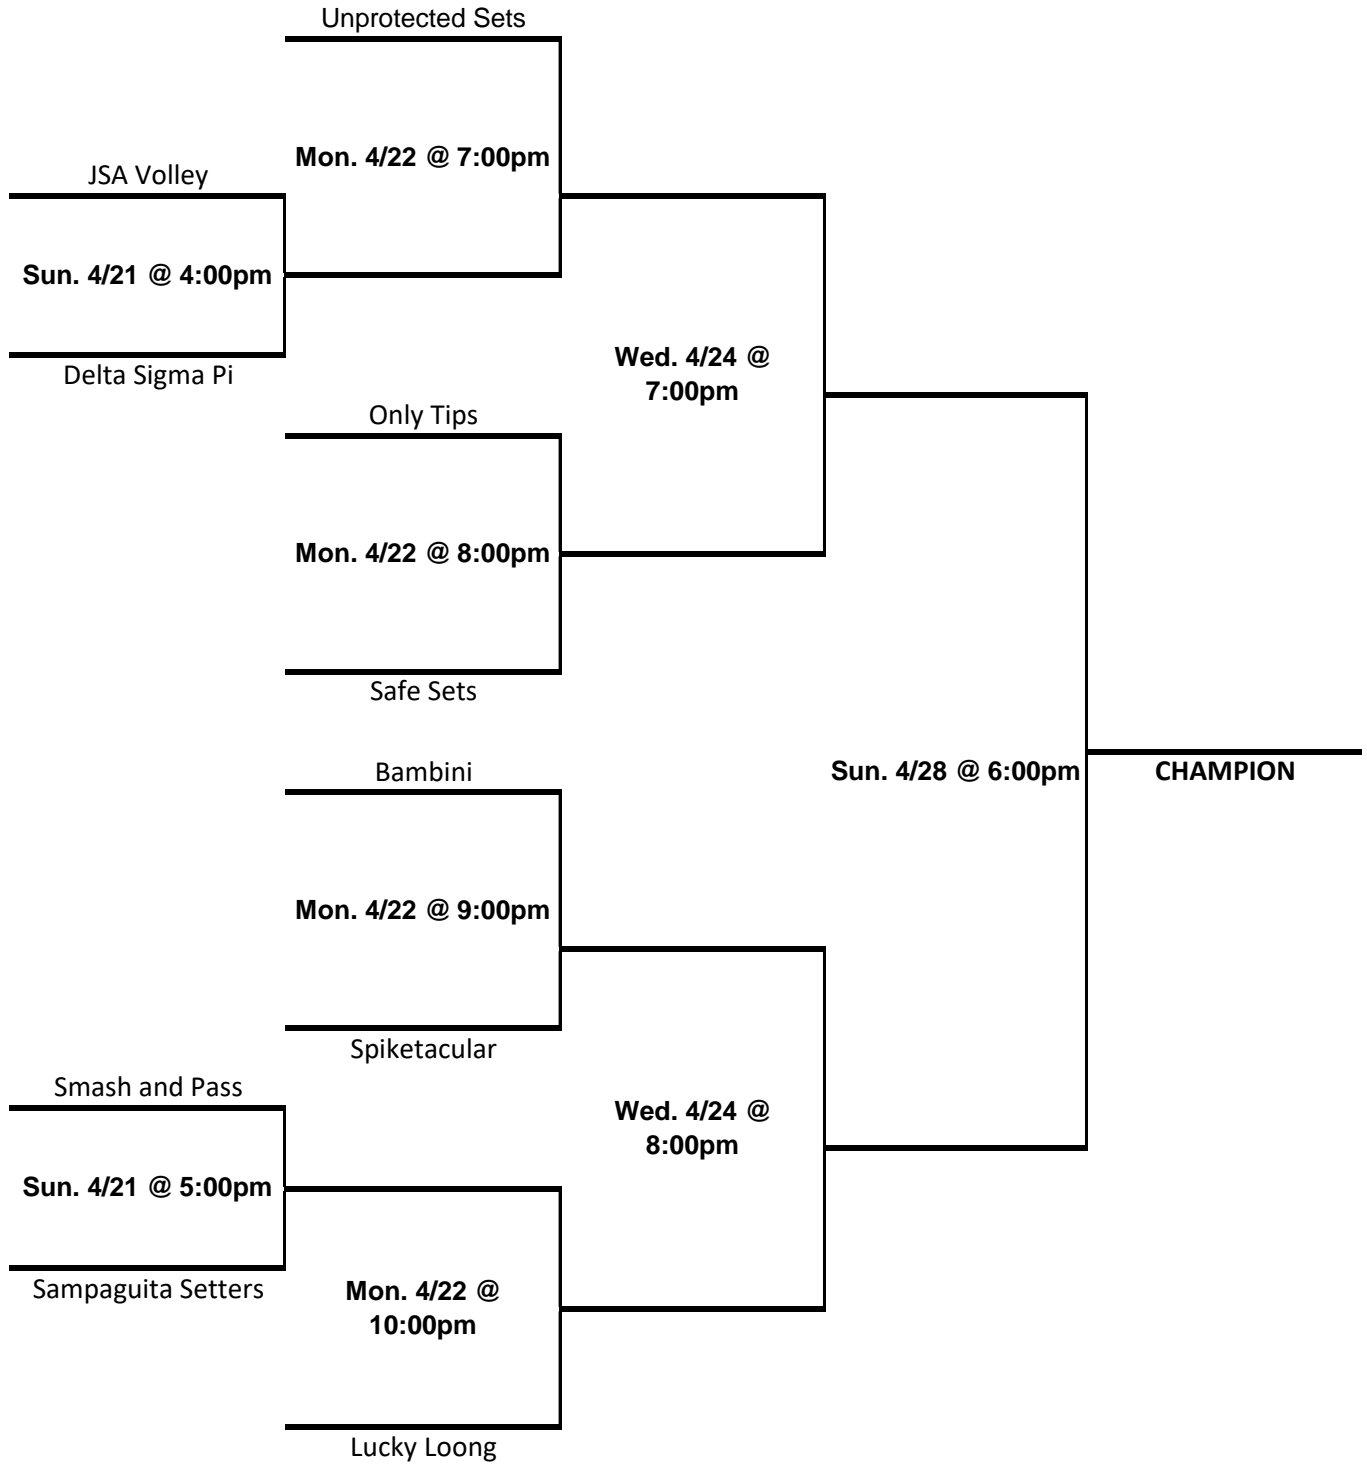 Unprotected Sets
Mon. 4/22 @ 7:00pm
JSA Volley
Sun. 4/21 @ 4:00pm
Delta Sigma Pi
Wed. 4/24 @
7:00pm
Only Tips
Mon. 4/22 @ 8:00pm
Safe Sets
Bambini
Sun. 4/28 @ 6:00pm
CHAMPION
Mon. 4/22 @ 9:00pm
Spiketacular
Smash and Pass
Wed. 4/24 @
8:00pm
Sun. 4/21 @ 5:00pm
Sampaguita Setters
Mon. 4/22 @
10:00pm
Lucky Loong